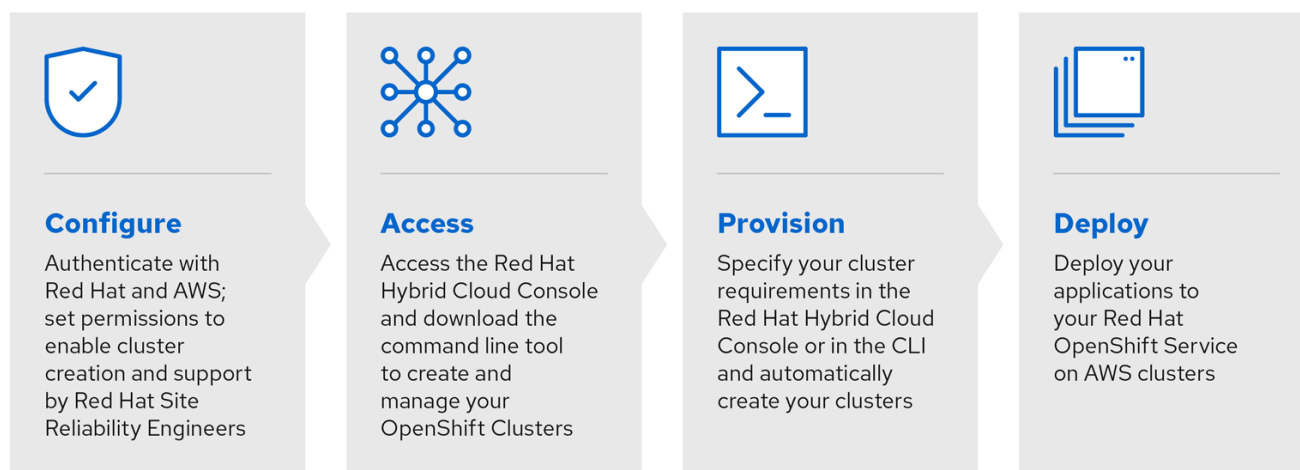 Configure
Authenticate with
Red Hat and AWS;
set permissions to
enable cluster
creation and support
by Red Hat Site
Reliability Engineers
Access
Access the Red Hat
Hybrid Cloud Console
and download the
command line tool
to create and
manage your
OpenShift Clusters
Provision
Specify your cluster
requirements in the
Red Hat Hybrid Cloud
Console or in the CLI
and automatically
create your clusters
Deploy
Deploy your
applications to
your Red Hat
OpenShift Service
on AWS clusters